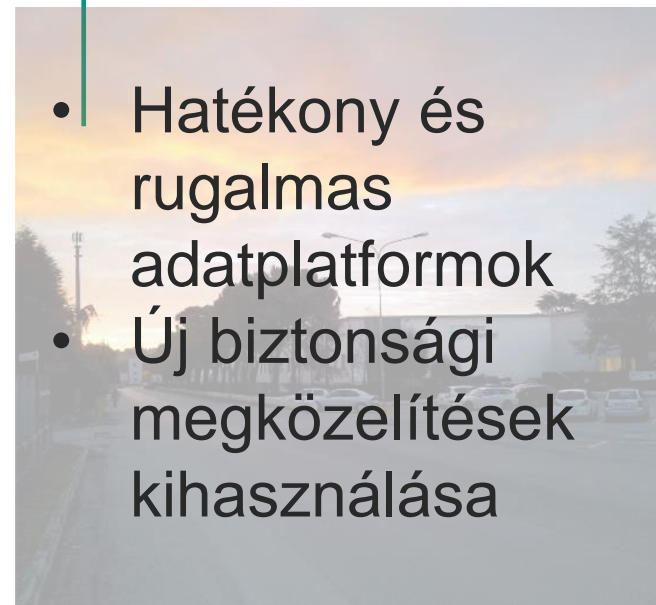 • Hatékony és
rugalmas
adatplatformok
• Új biztonsági
megközelítések
kihasználása